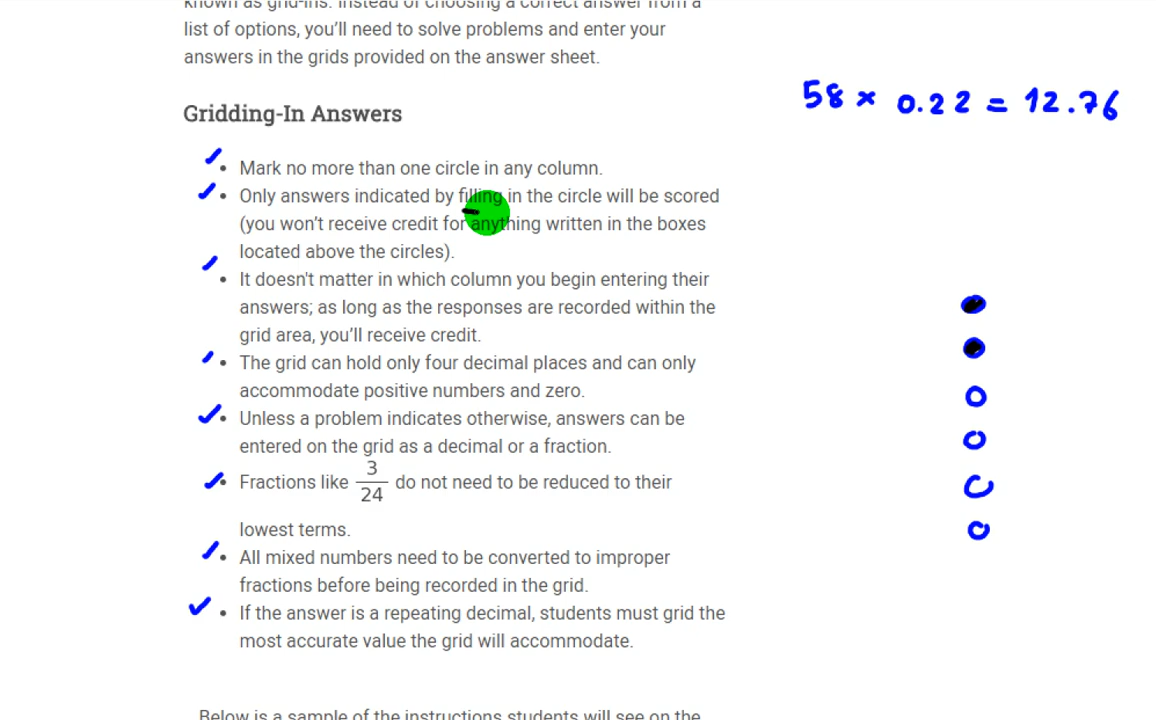 known as grid-ins. Instead of choosing a correct answer from a
list of options, you'll need to solve problems and enter your
answers in the grids provided on the answer sheet.
58 × 0.22 = 12.76
Gridding-In Answers
• Mark no more than one circle in any column.
• Only answers indicated by filling in the circle will be scored
(you won't receive credit for anything written in the boxes
located above the circles).
• It doesn't matter in which column you begin entering their
answers; as long as the responses are recorded within the
grid area, you'll receive credit.
• The grid can hold only four decimal places and can only
accommodate positive numbers and zero.
• Unless a problem indicates otherwise, answers can be
entered on the grid as a decimal or a fraction.
• Fractions like 3/24 do not need to be reduced to their
lowest terms.
• All mixed numbers need to be converted to improper
fractions before being recorded in the grid.
• If the answer is a repeating decimal, students must grid the
most accurate value the grid will accommodate.
Below is a sample of the instructions students will see on the